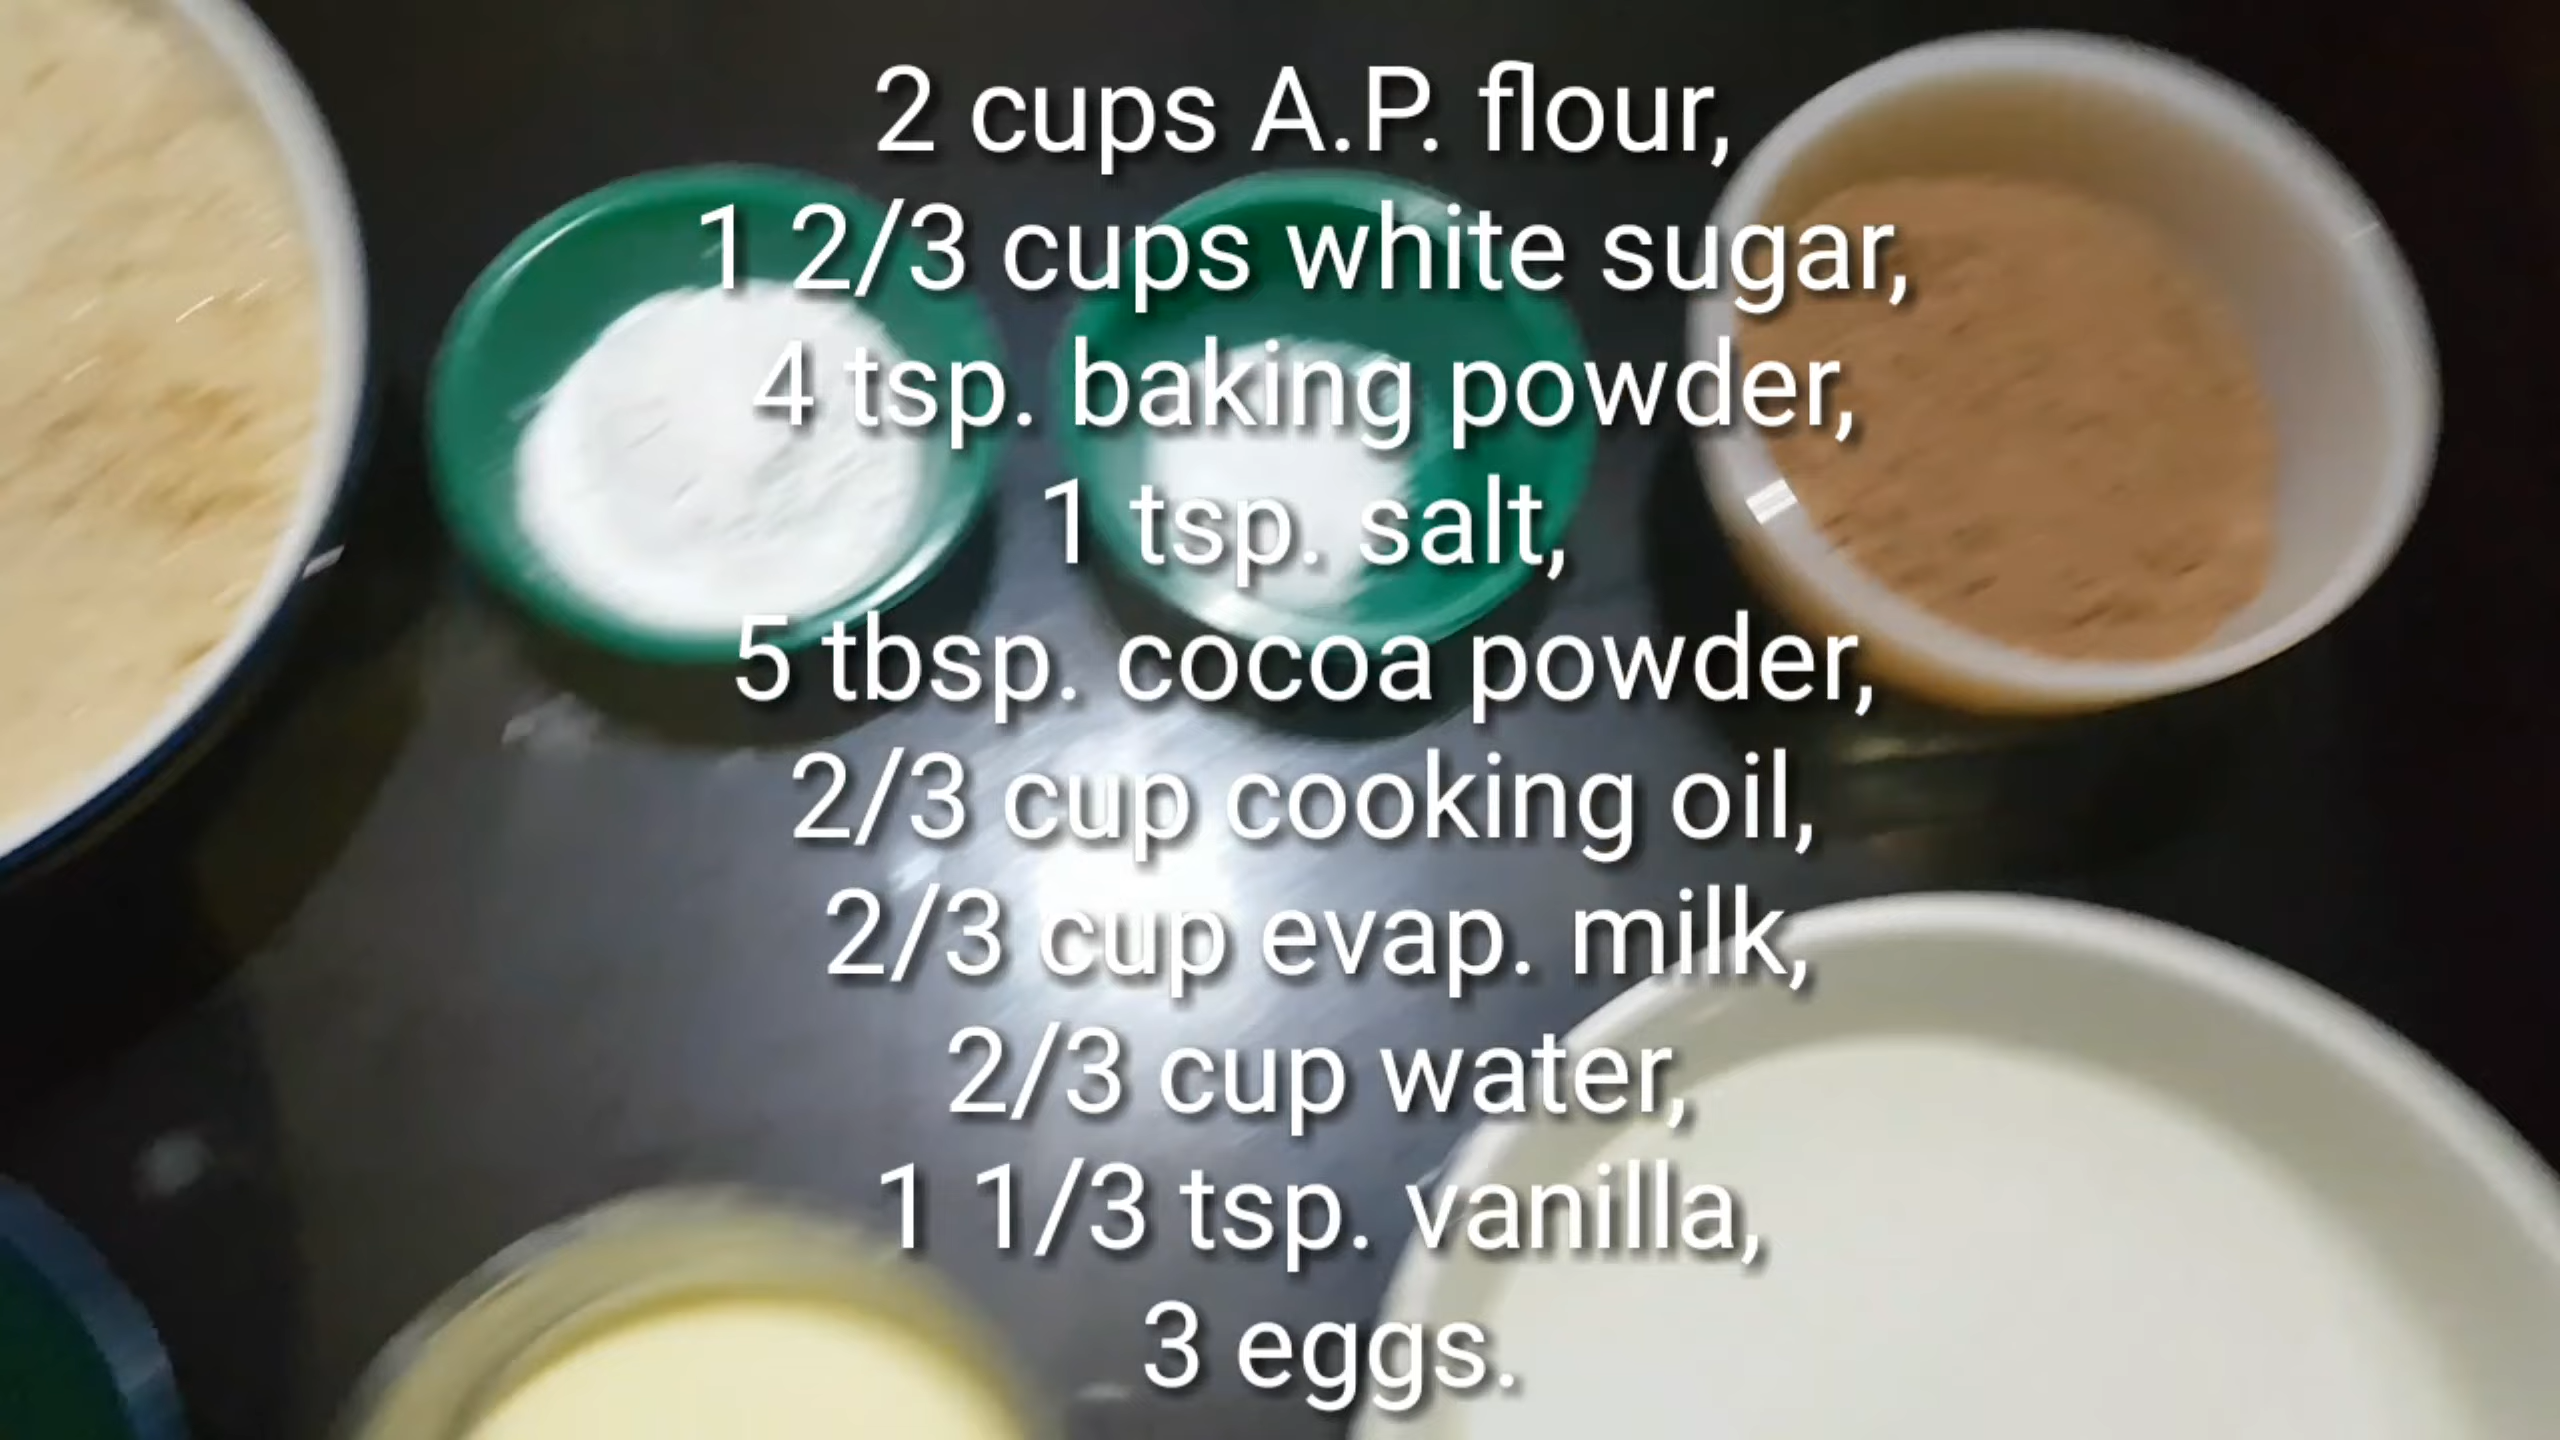 2 cups A.P. flour,
1 2/3 cups white sugar,
4 tsp. baking powder,
1 tsp. salt,
5 tbsp. cocoa powder,
2/3 cup cooking oil,
2/3 cup evap. milk,
2/3 cup water,
1 1/3 tsp. vanilla,
3 eggs.